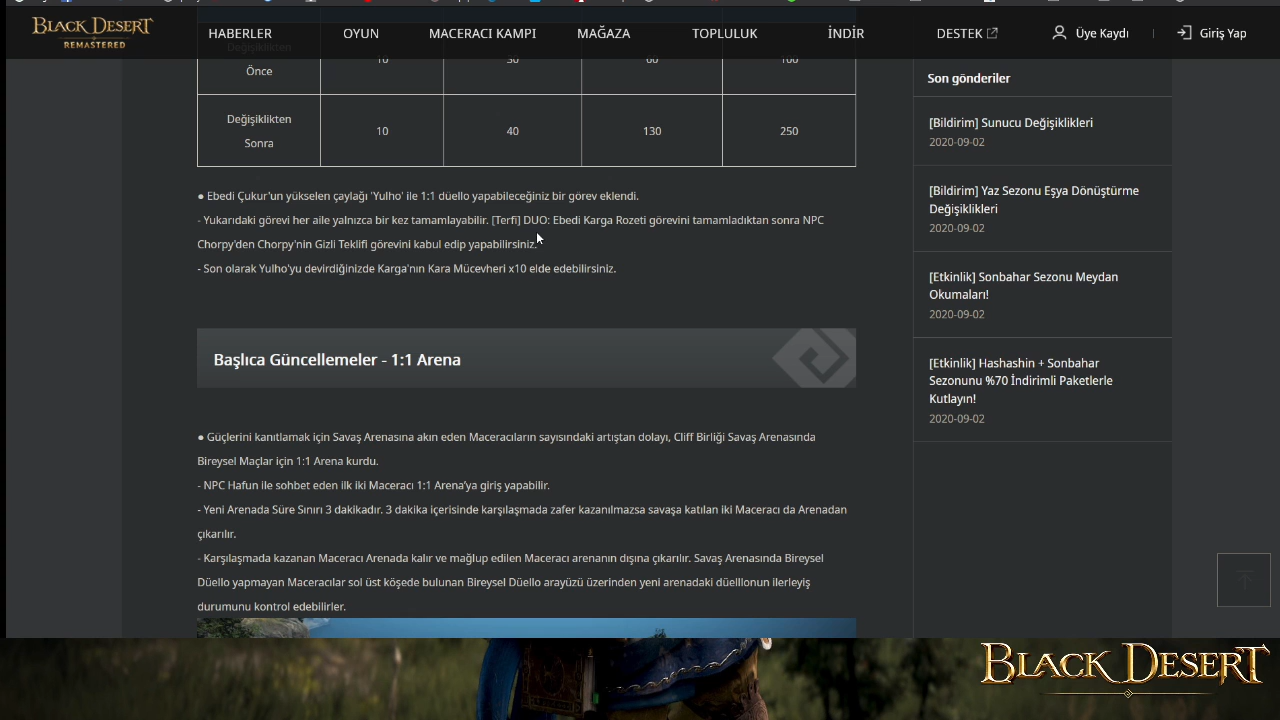 BLACK DESERT
REMASTERED
HABERLER
OYUN
MACERACI KAMPI
MAĞAZA
TOPLULUK
İNDİR
DESTEK
Üye Kaydı
Giriş Yap
Değişiklikten
Önce
10
30
60
100
Değişiklikten
Sonra
10
40
130
250
● Ebedi Çukur'un yükselen çaylağı 'Yulho' ile 1:1 düello yapabileceğiniz bir görev eklendi.
- Yukarıdaki görevi her aile yalnızca bir kez tamamlayabilir. [Terfi] DUO: Ebedi Karga Rozeti görevini tamamladıktan sonra NPC
Chorpy'den Chorpy'nin Gizli Teklifi görevini kabul edip yapabilirsiniz.
- Son olarak Yulho'yu devirdiğinizde Karga'nın Kara Mücevheri x10 elde edebilirsiniz.
Başlıca Güncellemeler - 1:1 Arena
● Güçlerini kanıtlamak için Savaş Arenasına akın eden Maceracıların sayısındaki artıştan dolayı, Cliff Birliği Savaş Arenasında
Bireysel Maçlar için 1:1 Arena kurdu.
- NPC Hafun ile sohbet eden ilk iki Maceracı 1:1 Arena'ya giriş yapabilir.
- Yeni Arenada Süre Sınırı 3 dakikadır. 3 dakika içerisinde karşılaşmada zafer kazanılmazsa savaşa katılan iki Maceracı da Arenadan
çıkarılır.
- Karşılaşmada kazanan Maceracı Arenada kalır ve mağlup edilen Maceracı arenanın dışına çıkarılır. Savaş Arenasında Bireysel
Düello yapmayan Maceracılar sol üst köşede bulunan Bireysel Düello arayüzü üzerinden yeni arenadaki düelllonun ilerleyiş
durumunu kontrol edebilirler.
Son gönderiler
[Bildirim] Sunucu Değişiklikleri
2020-09-02
[Bildirim] Yaz Sezonu Eşya Dönüştürme
Değişiklikleri
2020-09-02
[Etkinlik] Sonbahar Sezonu Meydan
Okumaları!
2020-09-02
[Etkinlik] Hashashin + Sonbahar
Sezonunu %70 İndirimli Paketlerle
Kutlayın!
2020-09-02
BLACK DESERT